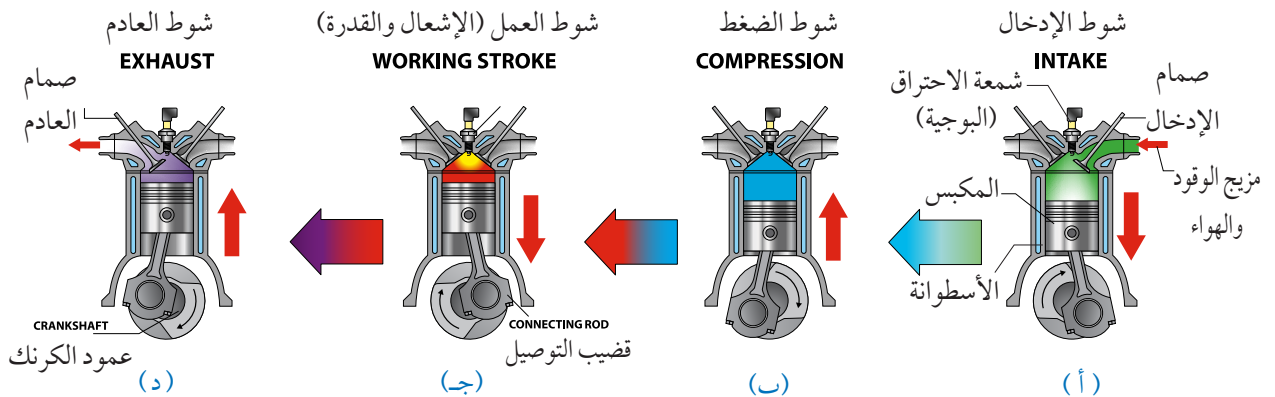 شوط الإدخال
INTAKE
صمام
الإدخال
شمعة الاحتراق
(البوجية)
مزيج الوقود
والهواء
المكبس
الأسطوانة
(أ)
شوط الضغط
COMPRESSION
(ب)
شوط العمل (الإشعال والقدرة)
WORKING STROKE
CONNECTING ROD
قضيب التوصيل
(جـ)
شوط العادم
EXHAUST
صمام
العادم
CRANKSHAFT
عمود الكرنك
(د)